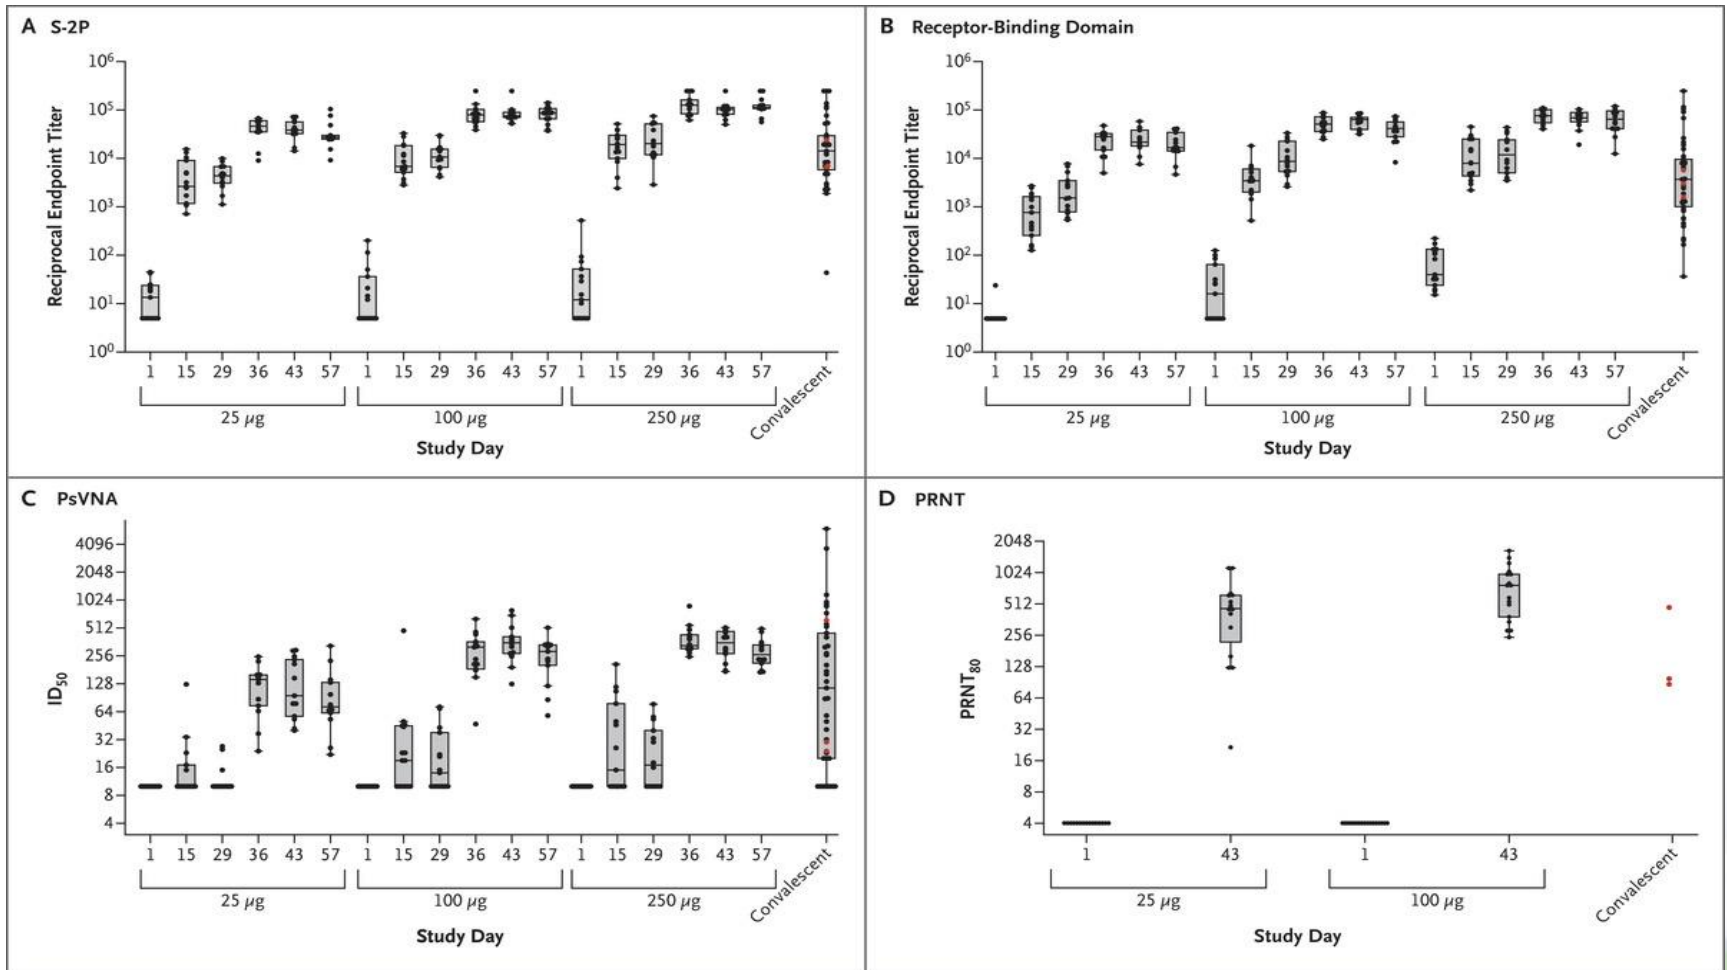 A S-2P
Reciprocal Endpoint Titer
10⁶
10⁵
10⁴
10³
10²
10¹
10⁰
1 15 29 36 43 57 1 15 29 36 43 57 1 15 29 36 43 57 Convalescent
25 µg 100 µg 250 µg
Study Day
B Receptor-Binding Domain
Reciprocal Endpoint Titer
10⁶
10⁵
10⁴
10³
10²
10¹
10⁰
1 15 29 36 43 57 1 15 29 36 43 57 1 15 29 36 43 57 Convalescent
25 µg 100 µg 250 µg
Study Day
C PsVNA
ID₅₀
4096
2048
1024
512
256
128
64
32
16
8
4
1 15 29 36 43 57 1 15 29 36 43 57 1 15 29 36 43 57 Convalescent
25 µg 100 µg 250 µg
Study Day
D PRNT
PRNT₈₀
2048
1024
512
256
128
64
32
16
8
4
1 43 1 43 Convalescent
25 µg 100 µg
Study Day